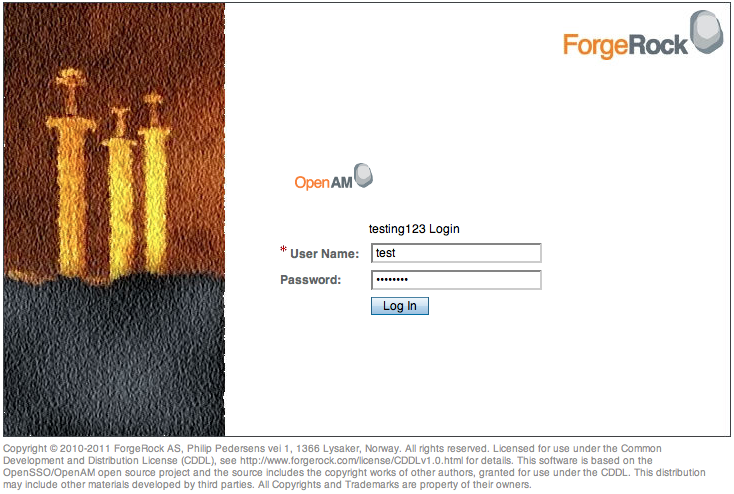 ForgeRock
OpenAM
testing123 Login
* User Name: test
Password: ••••••••
Log In
Copyright © 2010-2011 ForgeRock AS, Philip Pedersens vei 1, 1366 Lysaker, Norway. All rights reserved. Licensed for use under the Common
Development and Distribution License (CDDL), see http://www.forgerock.com/license/CDDLv1.0.html for details. This software is based on the
OpenSSO/OpenAM open source project and the source includes the copyright works of other authors, granted for use under the CDDL. This distribution
may include other materials developed by third parties. All Copyrights and Trademarks are property of their owners.